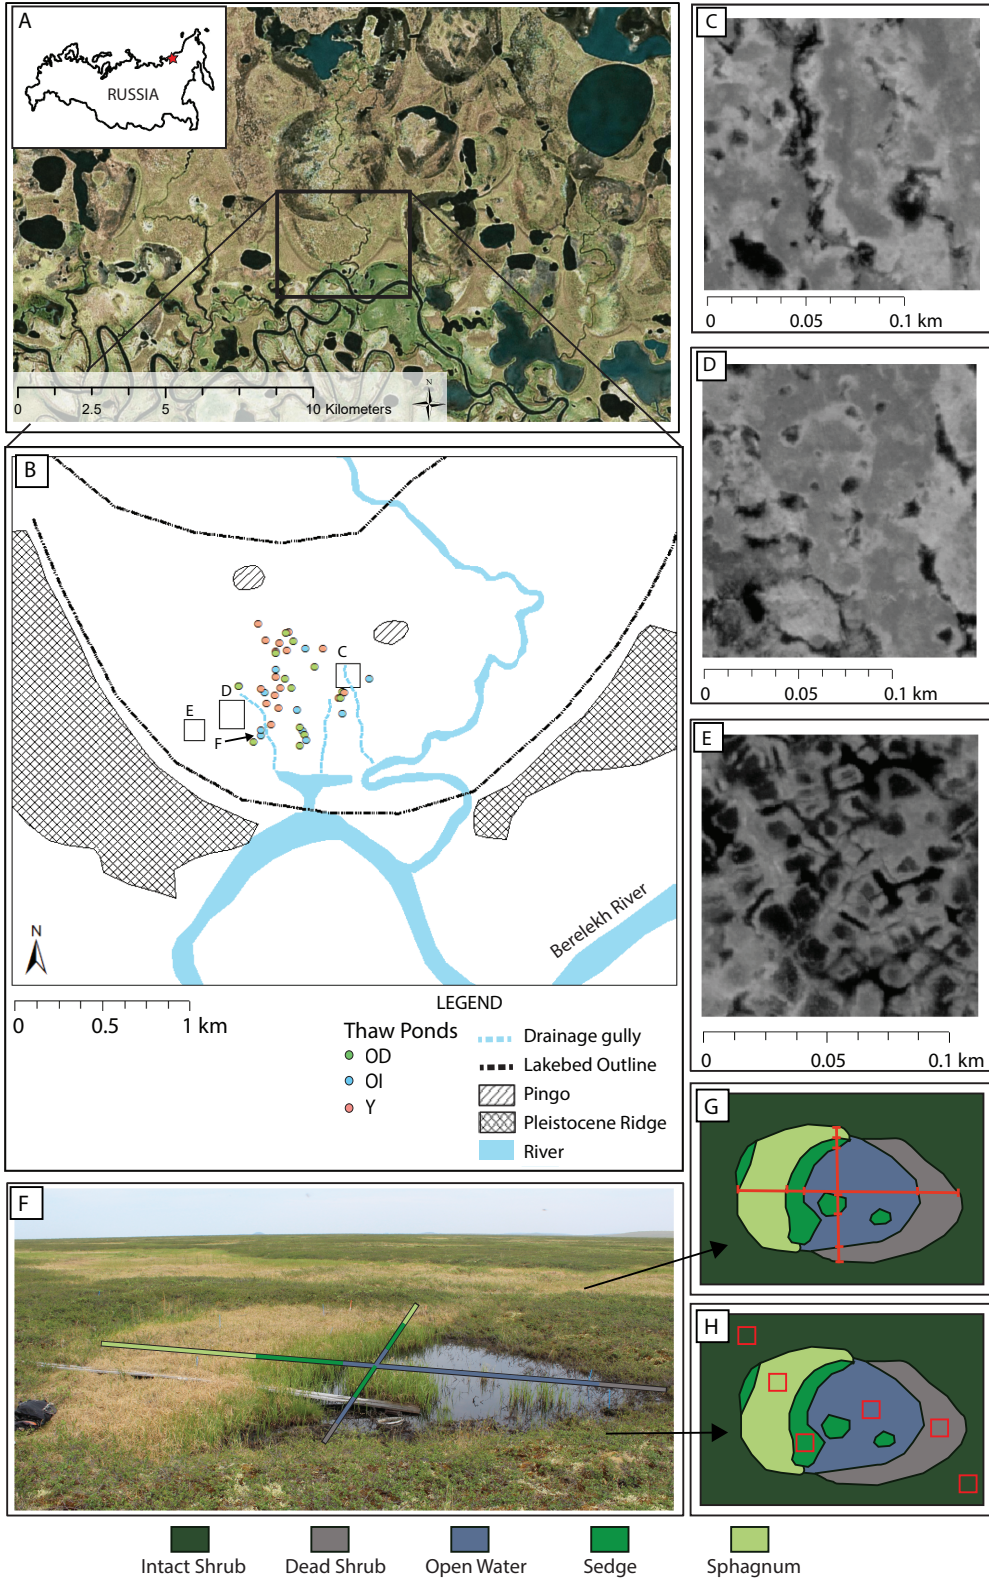 A
RUSSIA
N
0 2.5 5 10 Kilometers
B
C
D
E
F
Berelekh River
N
0 0.5 1 km
LEGEND
Thaw Ponds
OD
OI
Y
Drainage gully
Lakebed Outline
Pingo
Pleistocene Ridge
River
C
0 0.05 0.1 km
D
0 0.05 0.1 km
E
0 0.05 0.1 km
F
G
H
Intact Shrub Dead Shrub Open Water Sedge Sphagnum